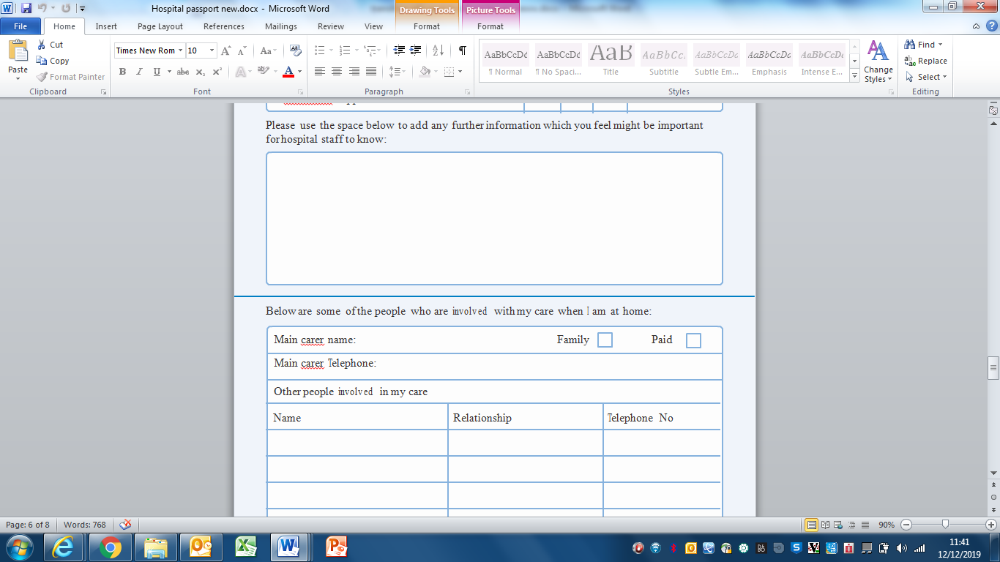 Hospital passport new.docx - Microsoft Word
Drawing Tools
Picture Tools
File
Home
Insert
Page Layout
References
Mailings
Review
View
Format
Format
Paste
Cut
Copy
Format Painter
Clipboard
Times New Rom
10
Font
Paragraph
AaBbCcDc
¶ Normal
AaBbCcDc
¶ No Spaci...
AaB
Title
AaBbCc.
Subtitle
AaBbCcDc
Subtle Em...
AaBbCcDc
Emphasis
AaBbCcDc
Intense E...
Change
Styles
Styles
Find
Replace
Select
Editing
Please use the space below to add any further information which you feel might be important
for hospital staff to know:
Below are some of the people who are involved with my care when I am at home:
Main carer name: Family Paid
Main carer Telephone:
Other people involved in my care
Name Relationship Telephone No
Page: 6 of 8
Words: 768
90%
11:41
12/12/2019